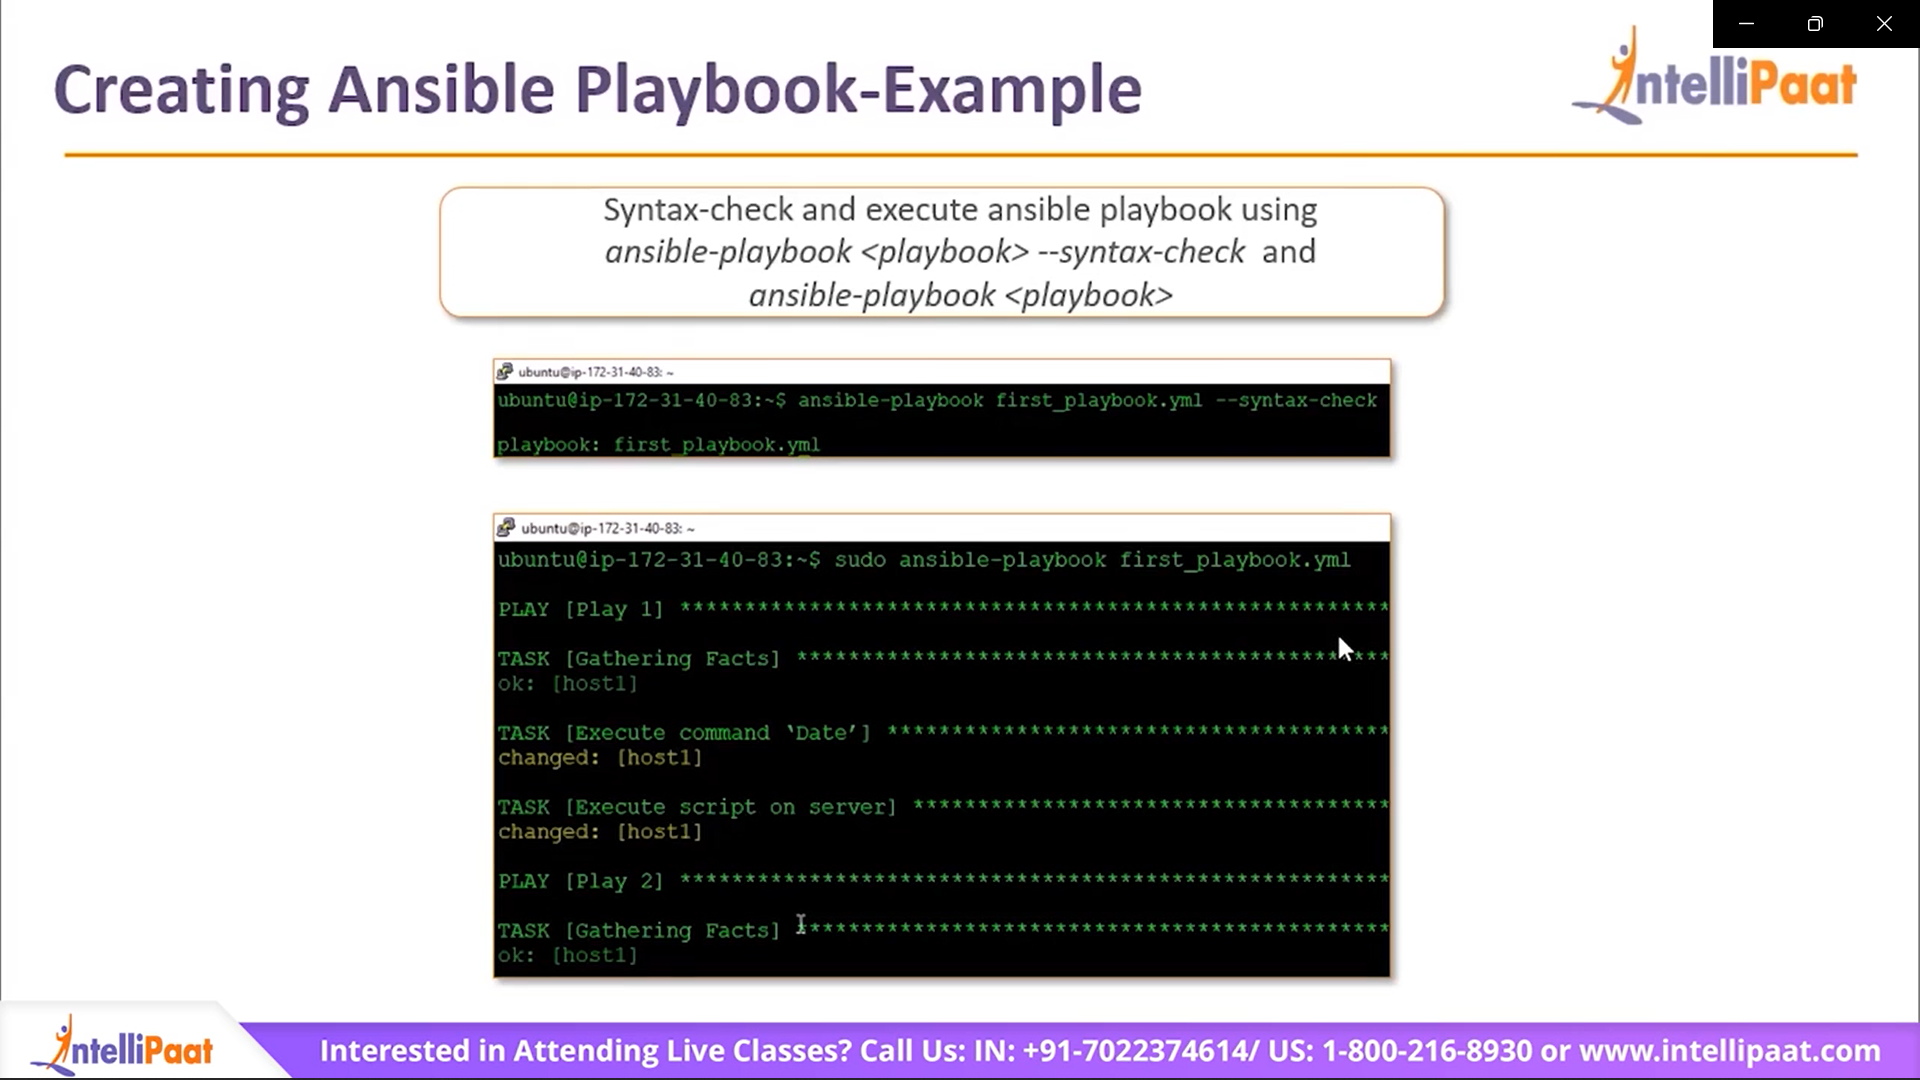 Creating Ansible Playbook-Example
IntelliPaat
Syntax-check and execute ansible playbook using
ansible-playbook <playbook> --syntax-check and
ansible-playbook <playbook>
ubuntu@ip-172-31-40-83: ~
ubuntu@ip-172-31-40-83:~$ ansible-playbook first_playbook.yml --syntax-check
playbook: first_playbook.yml
ubuntu@ip-172-31-40-83: ~
ubuntu@ip-172-31-40-83:~$ sudo ansible-playbook first_playbook.yml
PLAY [Play 1] *******************************************************
TASK [Gathering Facts] **********************************************
ok: [host1]
TASK [Execute command ‘Date’] ***************************************
changed: [host1]
TASK [Execute script on server] *************************************
changed: [host1]
PLAY [Play 2] *******************************************************
TASK [Gathering Facts] **********************************************
ok: [host1]
IntelliPaat
Interested in Attending Live Classes? Call Us: IN: +91-7022374614/ US: 1-800-216-8930 or www.intellipaat.com